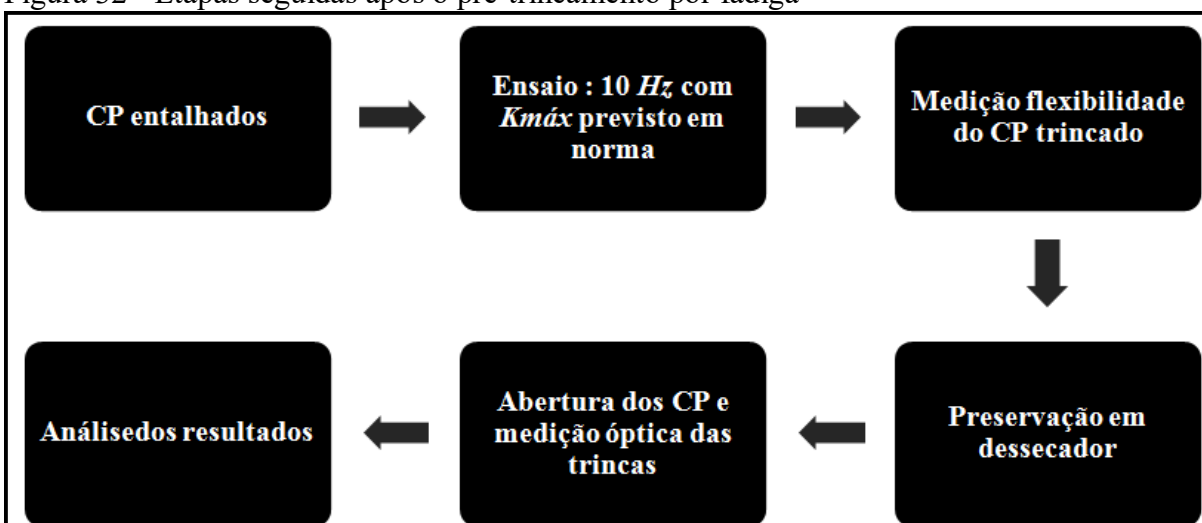 Figura 32 - Etapas seguidas após o pré-trincamento por fadiga
CP entalhados
Ensaio : 10 Hz com
Kmáx previsto em
norma
Medição flexibilidade
do CP trincado
Preservação em
dessecador
Abertura dos CP e
medição óptica das
trincas
Análisedos resultados